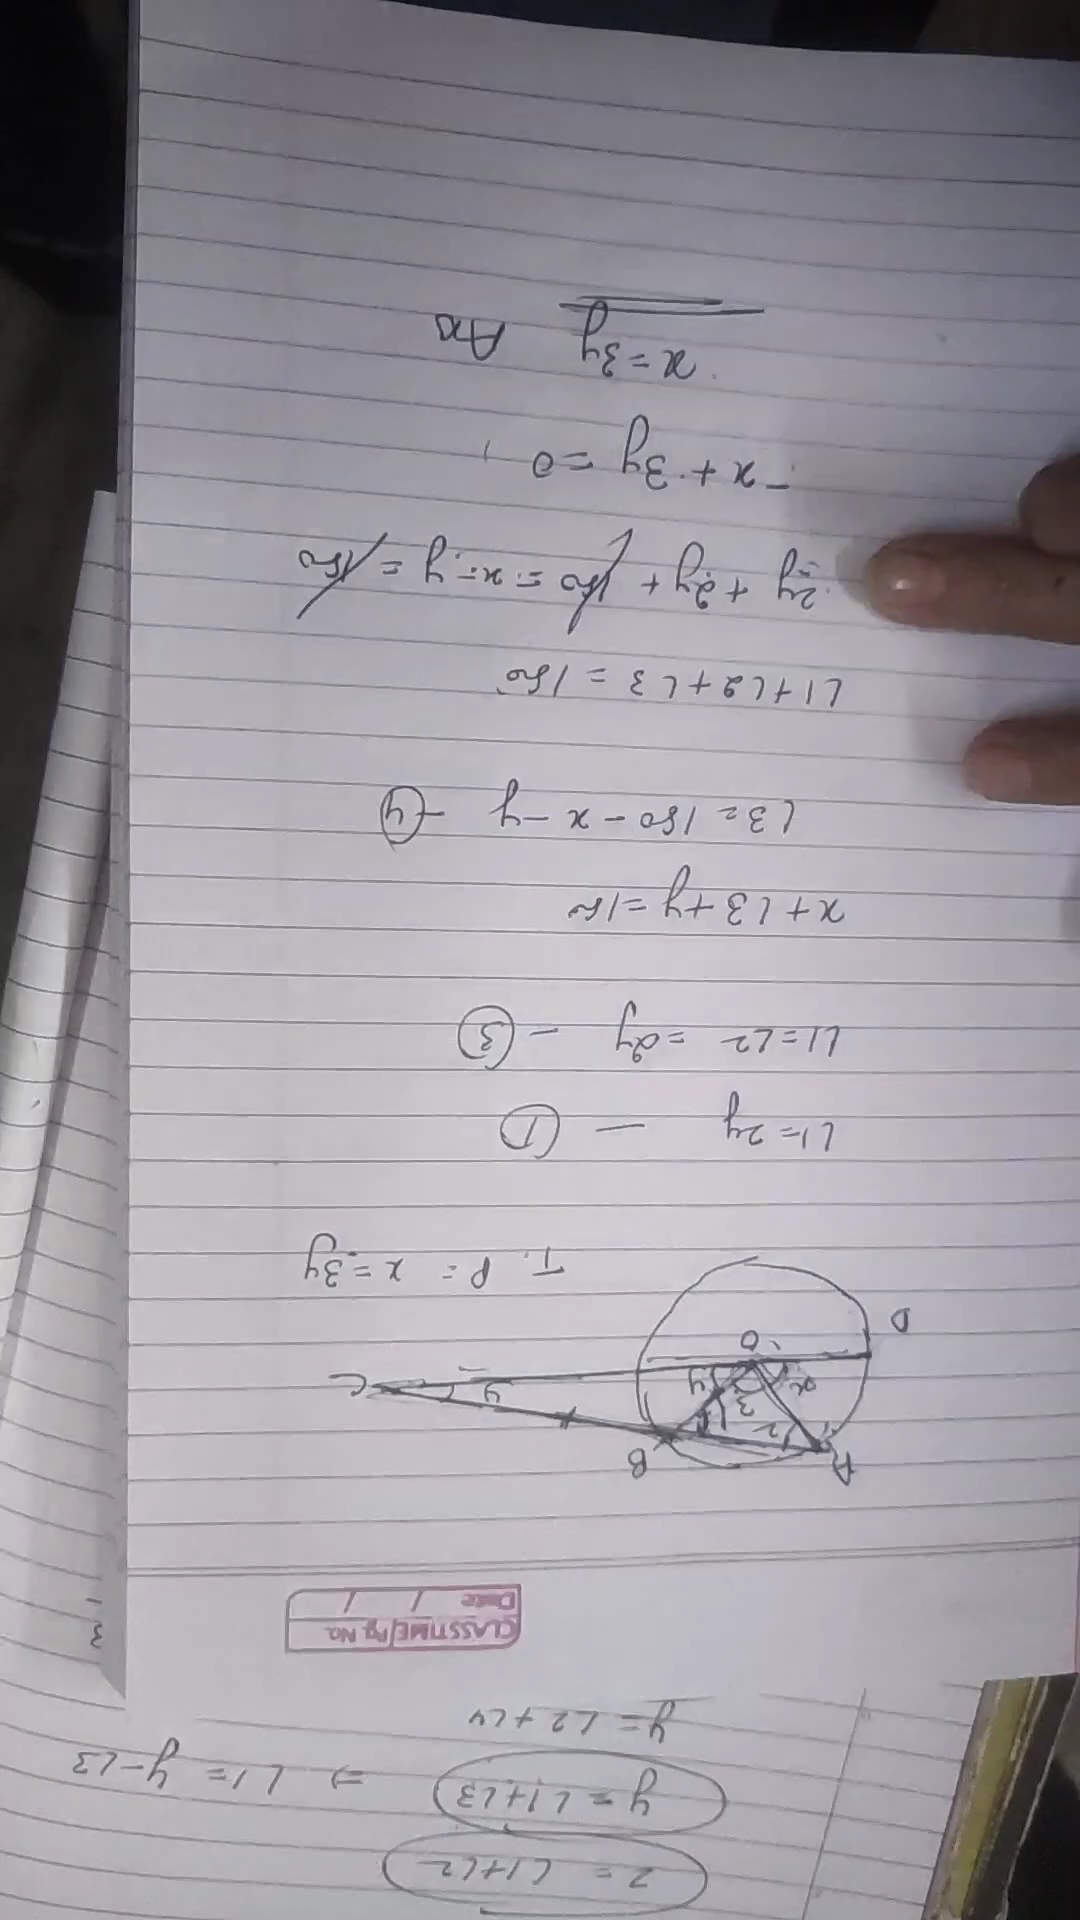 2 = ∠1+∠2
y = ∠1+∠3 ⇒ ∠1 = y-∠3
y = ∠2+∠4
3
CLASSTIME/Pg. No.
Date / /
A
B
2
1
3
x
y
y
C
O
D
T. P = x = 3y
∠1 = 2y — ①
∠1 = ∠2 = 2y — ③
x + ∠3 + y = 180
∠3 = 180 - x - y — ④
∠1 + ∠2 + ∠3 = 180
2y + 2y + 180 - x - y = 180
- x + 3y = 0
x = 3y Ans